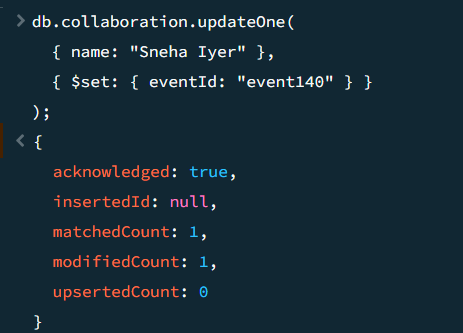 > db.collaboration.updateOne(
{ name: "Sneha Iyer" },
{ $set: { eventId: "event140" } }
);
< {
acknowledged: true,
insertedId: null,
matchedCount: 1,
modifiedCount: 1,
upsertedCount: 0
}